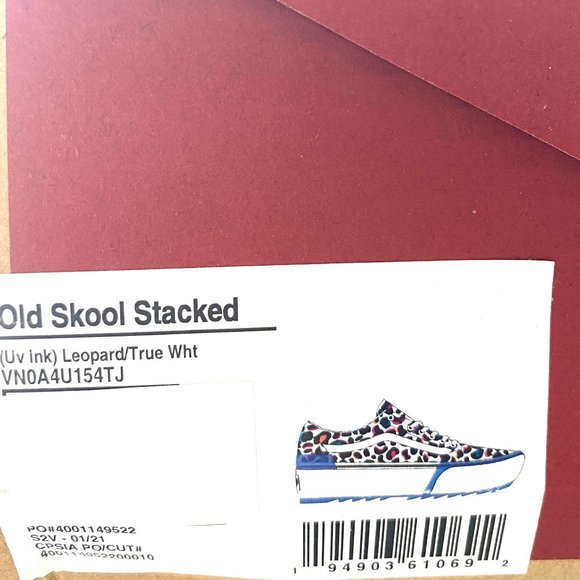 Old Skool Stacked
(Uv ink) Leopard/True Wht
VN0A4U154TJ
PO#4001149522
S2V - 01/21
CPSIA PO/CUT#
400114952200010
1 94903 61069 2